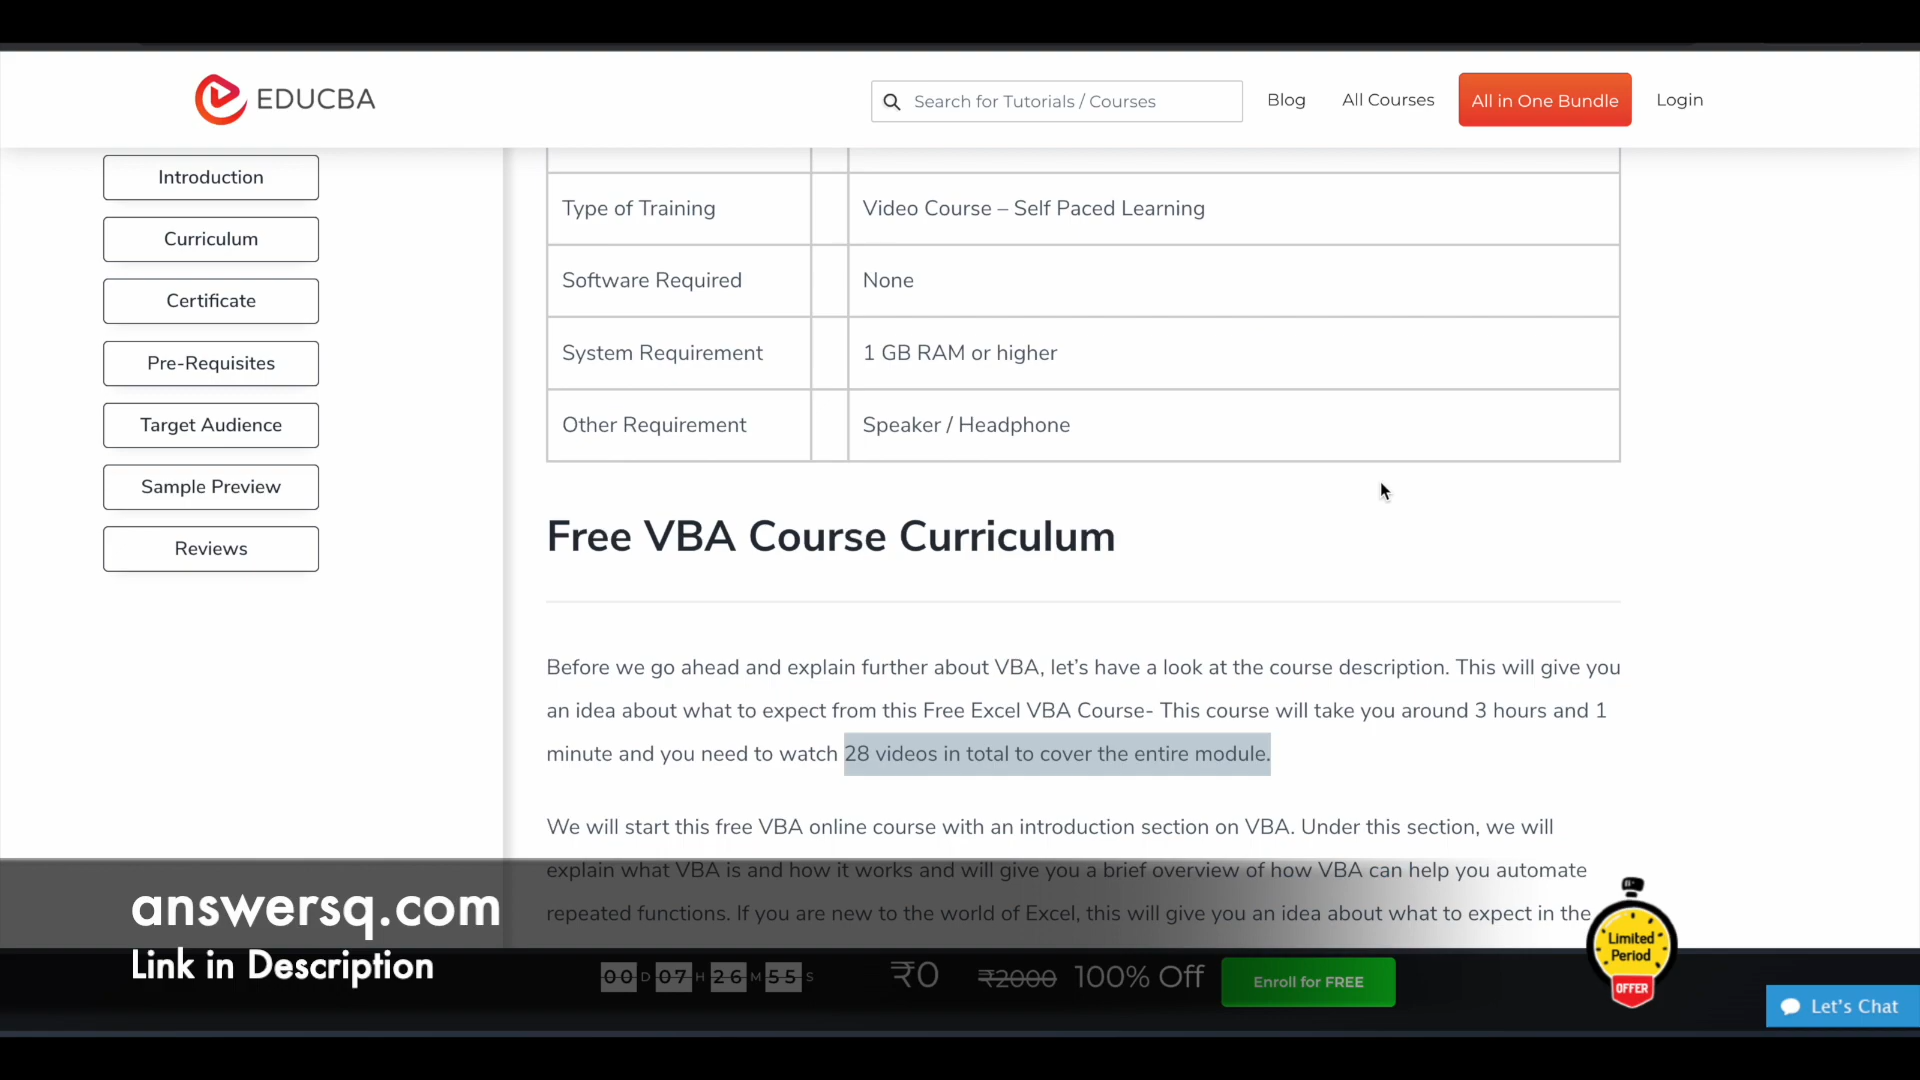 EDUCBA
Search for Tutorials / Courses
Blog
All Courses
All in One Bundle
Login
Introduction
Curriculum
Certificate
Pre-Requisites
Target Audience
Sample Preview
Reviews
Type of Training
Video Course – Self Paced Learning
Software Required
None
System Requirement
1 GB RAM or higher
Other Requirement
Speaker / Headphone
Free VBA Course Curriculum
Before we go ahead and explain further about VBA, let's have a look at the course description. This will give you
an idea about what to expect from this Free Excel VBA Course- This course will take you around 3 hours and 1
minute and you need to watch 28 videos in total to cover the entire module.
We will start this free VBA online course with an introduction section on VBA. Under this section, we will
explain what VBA is and how it works and will give you a brief overview of how VBA can help you automate
repeated functions. If you are new to the world of Excel, this will give you an idea about what to expect in the
answersq.com
Link in Description
00 D 07 H 26 M 55 S
₹0
₹2000
100% Off
Enroll for FREE
Limited
Period
OFFER
Let's Chat